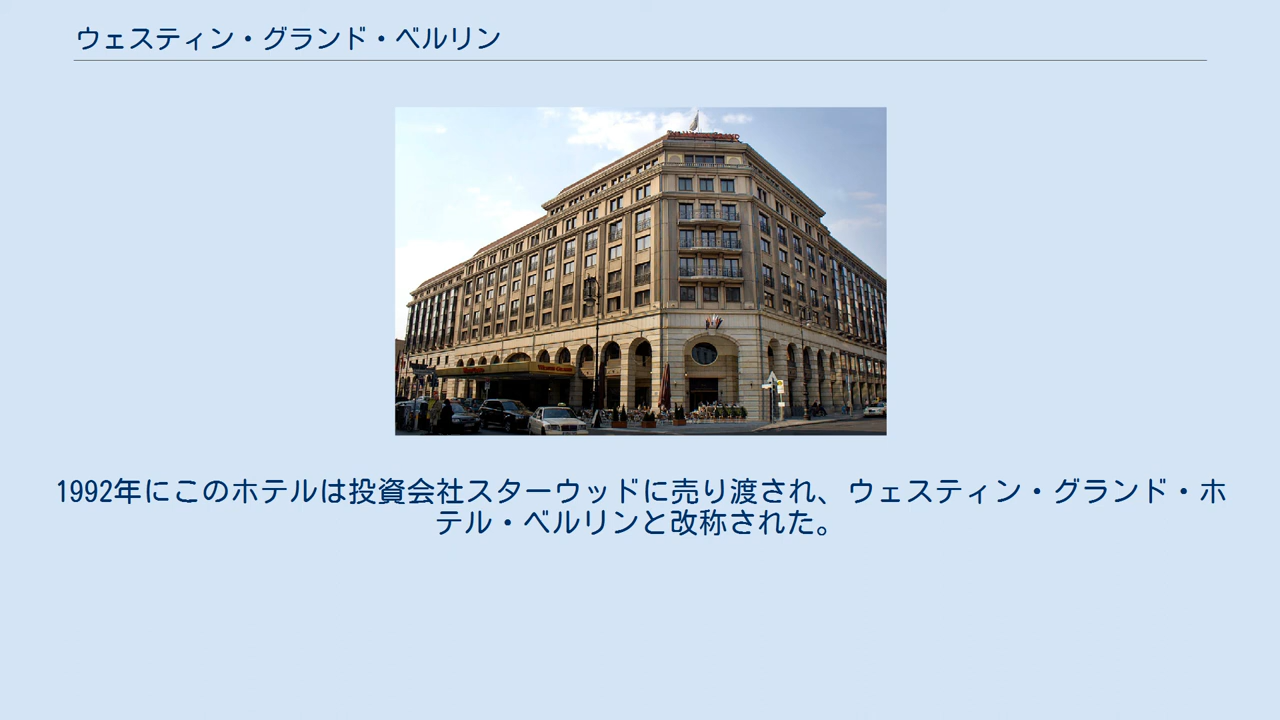 ウェスティン・グランド・ベルリン
1992年にこのホテルは投資会社スターウッドに売り渡され、ウェスティン・グランド・ホ
テル・ベルリンと改称された。